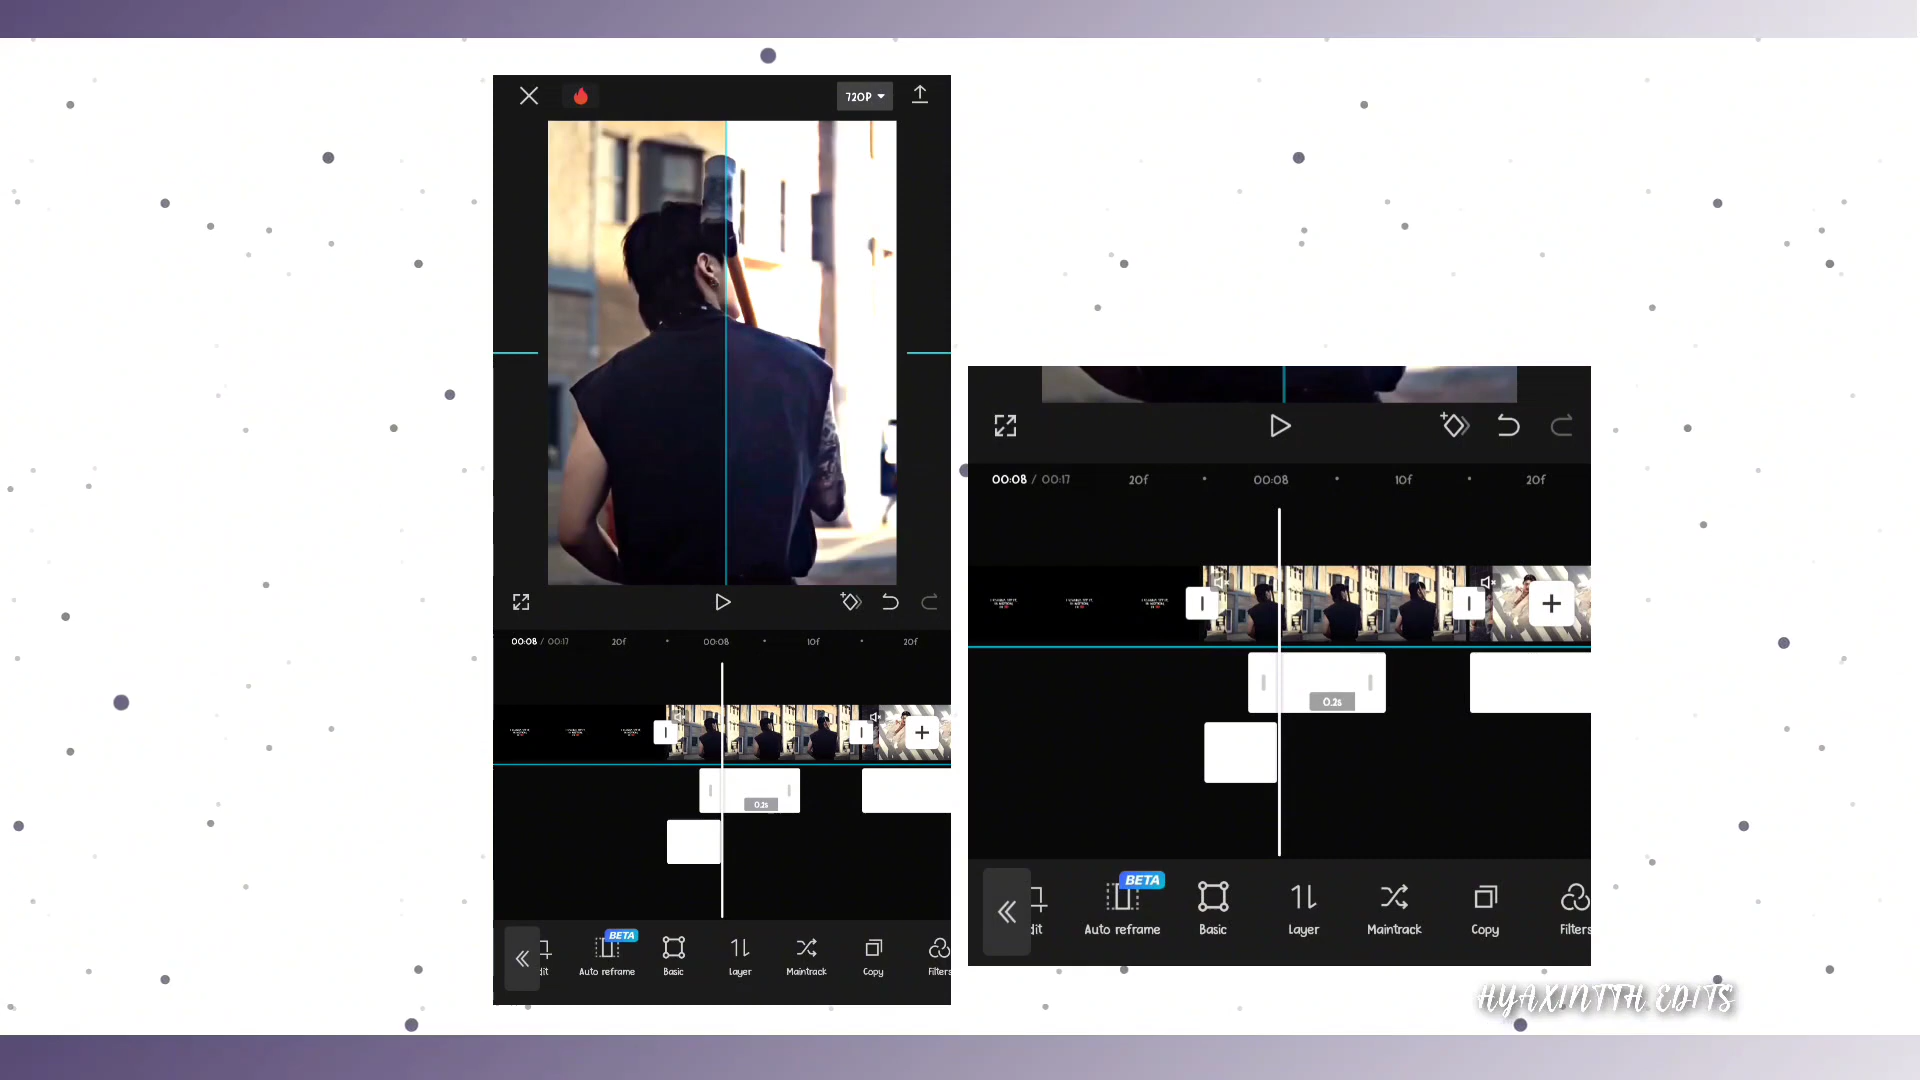 720P
00:08 / 00:17 20f 00:08 10f 20f
0.2s
BETA
dit Auto reframe Basic Layer Maintrack Copy Filters
00:08 / 00:17 20f 00:08 10f 20f
0.2s
BETA
dit Auto reframe Basic Layer Maintrack Copy Filters
HYAXINTTH EDITS